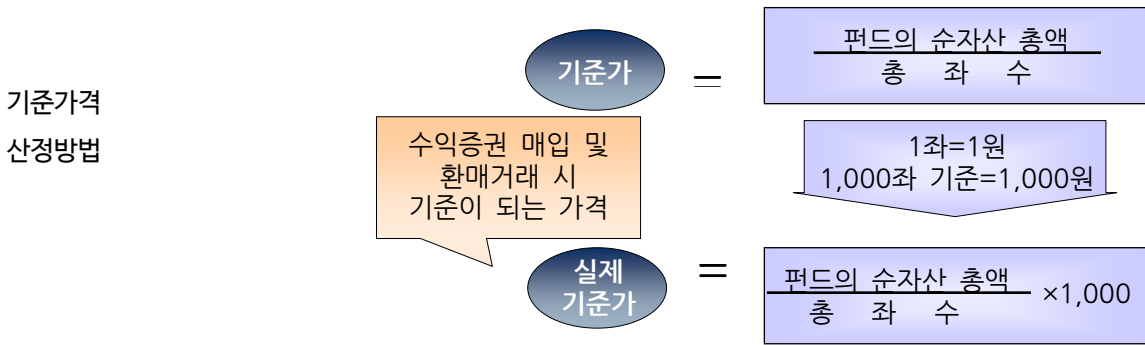 기준가격
산정방법
기준가
=
펀드의 순자산 총액
총 좌 수
수익증권 매입 및
환매거래 시
기준이 되는 가격
1좌=1원
1,000좌 기준=1,000원
실제
기준가
=
펀드의 순자산 총액
총 좌 수
×1,000